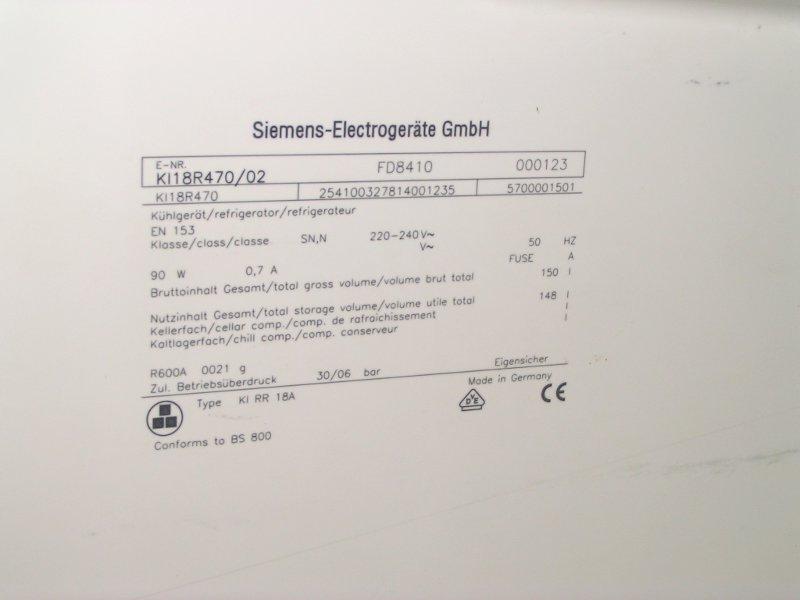 Siemens-Electrogeräte GmbH
E-NR. KI18R470/02 FD8410 000123
KI18R470 254100327814001235 5700001501
Kühlgerät/refrigerator/refrigerateur
EN 153
Klasse/class/classe SN,N 220-240V~ 50 HZ
V~ FUSE A
90 W 0,7 A
Bruttoinhalt Gesamt/total gross volume/volume brut total 150 l
Nutzinhalt Gesamt/total storage volume/volume utile total 148 l
Kellerfach/cellar comp./comp. de rafraichissement l
Kaltlagerfach/chill comp./comp. conserveur l
R600A 0021 g
Zul. Betriebsüberdruck 30/06 bar Eigensicher
Type KI RR 18A Made in Germany
VDE CE
Conforms to BS 800